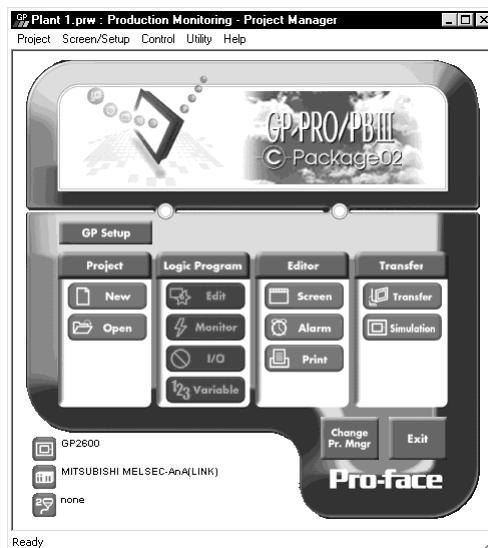 Plant 1.prw : Production Monitoring - Project Manager
Project Screen/Setup Control Utility Help
GP-PRO/PBIII
C-Package02
GP Setup
Project Logic Program Editor Transfer
New Edit Screen Transfer
Open Monitor Alarm Simulation
I/O Print
123 Variable
Change
Pr. Mngr
Exit
GP2600
MITSUBISHI MELSEC-AnA(LINK)
none
Pro-face
Ready